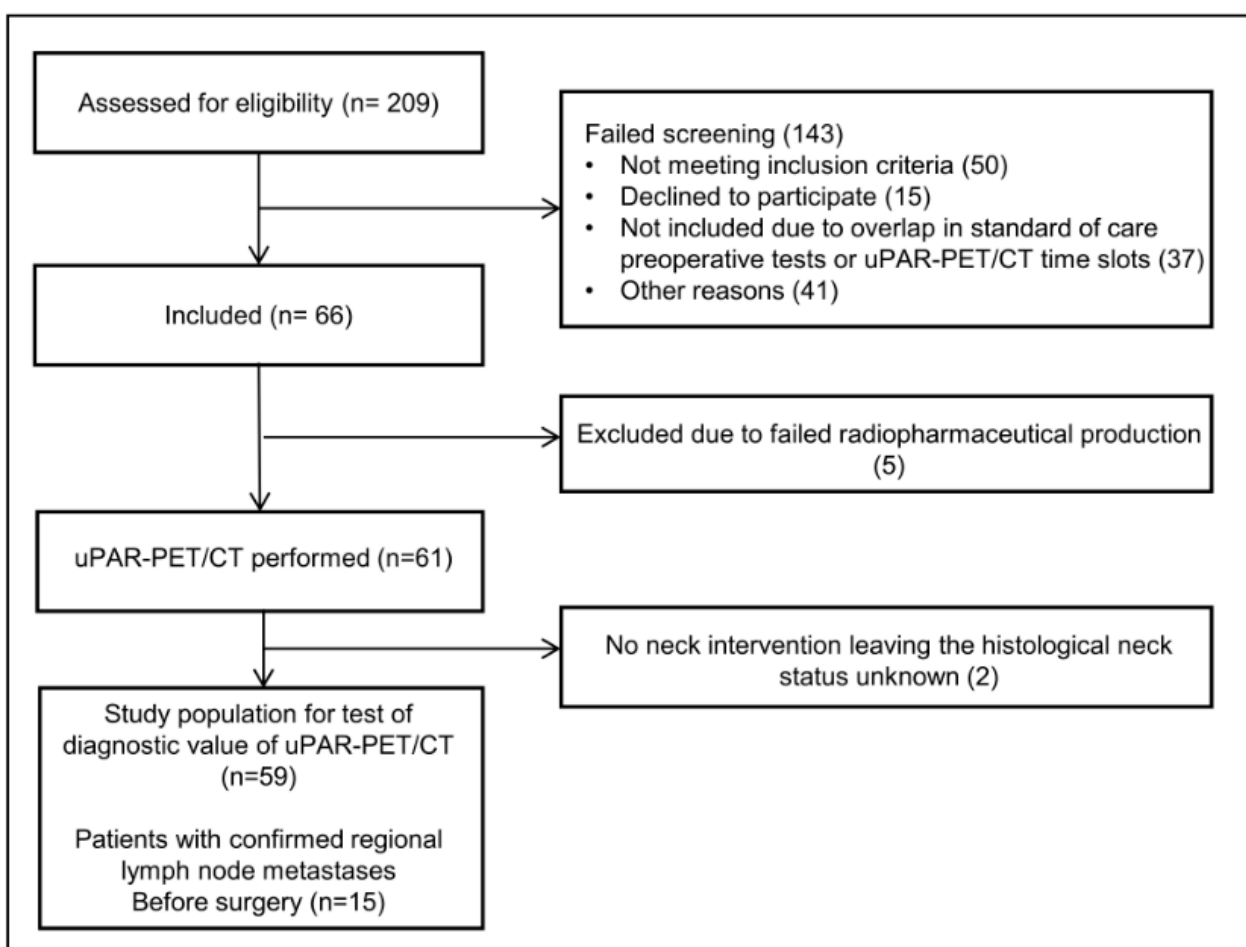 Assessed for eligibility (n= 209)
Failed screening (143)
• Not meeting inclusion criteria (50)
• Declined to participate (15)
• Not included due to overlap in standard of care
preoperative tests or uPAR-PET/CT time slots (37)
• Other reasons (41)
Included (n= 66)
Excluded due to failed radiopharmaceutical production
(5)
uPAR-PET/CT performed (n=61)
No neck intervention leaving the histological neck
status unknown (2)
Study population for test of
diagnostic value of uPAR-PET/CT
(n=59)
Patients with confirmed regional
lymph node metastases
Before surgery (n=15)